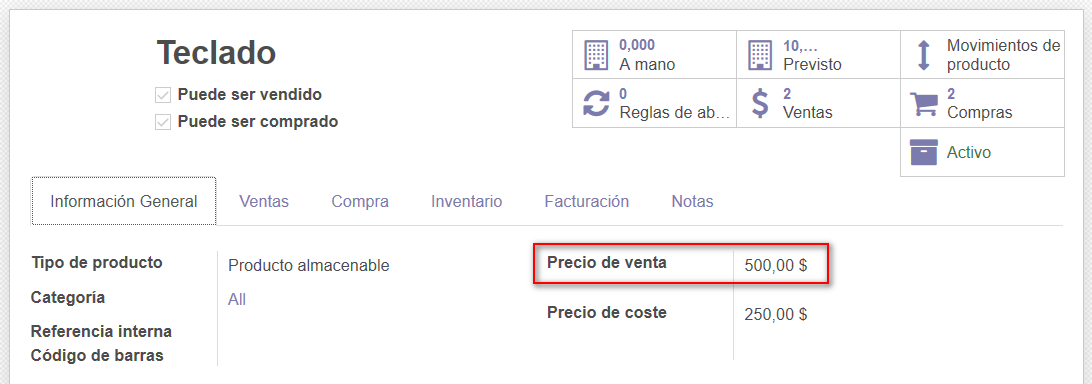 Teclado
Puede ser vendido
Puede ser comprado
0,000
A mano
10,...
Previsto
Movimientos de
producto
0
Reglas de ab...
2
Ventas
2
Compras
Activo
Información General Ventas Compra Inventario Facturación Notas
Tipo de producto Producto almacenable
Categoría All
Referencia interna
Código de barras
Precio de venta 500,00 $
Precio de coste 250,00 $